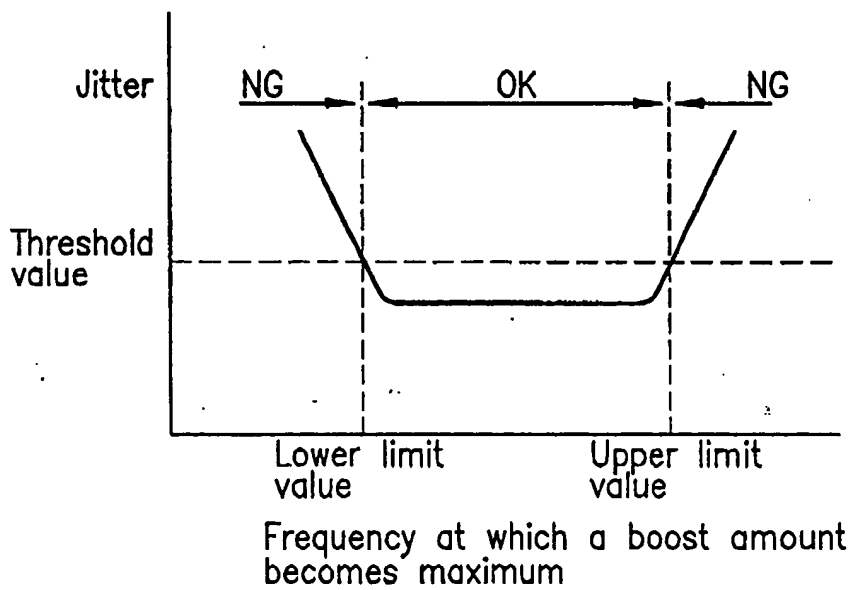 Jitter
NG
OK
NG
Threshold
value
Lower limit
value
Upper limit
value
Frequency at which a boost amount
becomes maximum